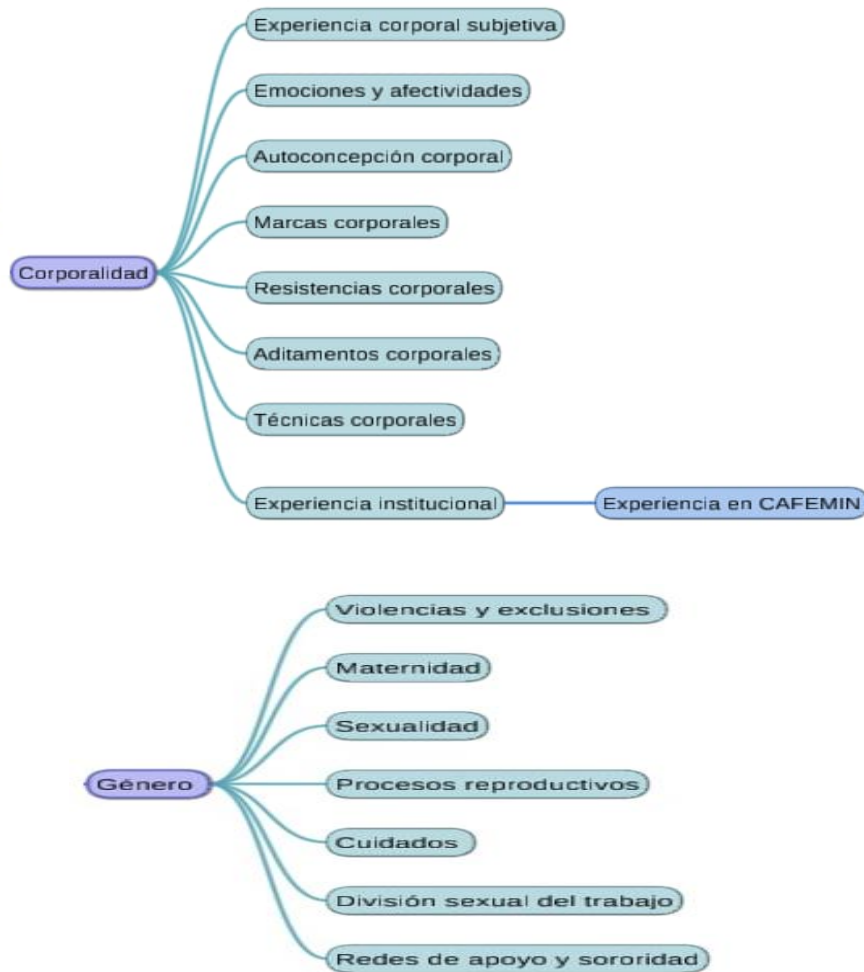 Experiencia corporal subjetiva
Emociones y afectividades
Autoconcepción corporal
Marcas corporales
Corporalidad
Resistencias corporales
Aditamentos corporales
Técnicas corporales
Experiencia institucional
Experiencia en CAFEMIN
Violencias y exclusiones
Maternidad
Sexualidad
Género
Procesos reproductivos
Cuidados
División sexual del trabajo
Redes de apoyo y sororidad